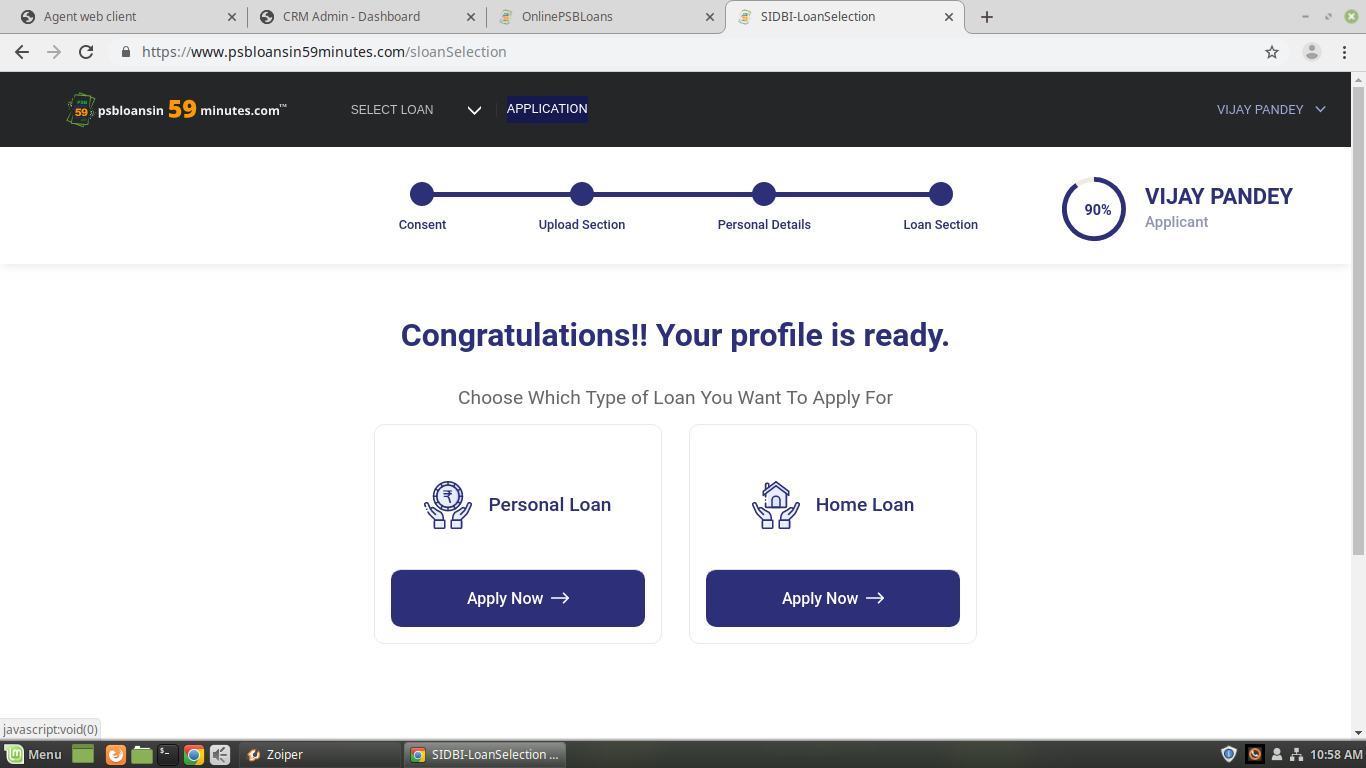 Agent web client
CRM Admin - Dashboard
OnlinePSBLoans
SIDBI-LoanSelection
https://www.psbloansin59minutes.com/sloanSelection
PSB
59
psbloansin 59 minutes.com™
SELECT LOAN
APPLICATION
VIJAY PANDEY
Consent
Upload Section
Personal Details
Loan Section
90%
VIJAY PANDEY
Applicant
Congratulations!! Your profile is ready.
Choose Which Type of Loan You Want To Apply For
₹
Personal Loan
Home Loan
Apply Now
Apply Now
javascript:void(0)
Menu
Zoiper
SIDBI-LoanSelection ...
10:58 AM